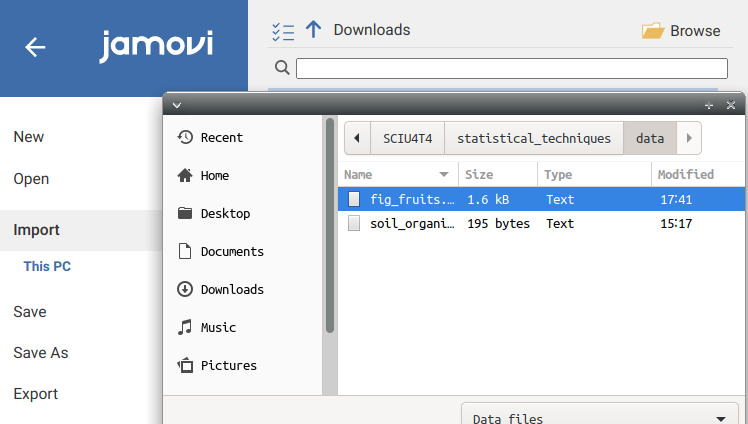 jamovi
Downloads
Browse
New
Open
Import
This PC
Save
Save As
Export
Recent
Home
Desktop
Documents
Downloads
Music
Pictures
SCIU4T4 statistical_techniques data
Name Size Type Modified
fig_fruits.... 1.6 kB Text 17:41
soil_organi... 195 bytes Text 15:17
Data files